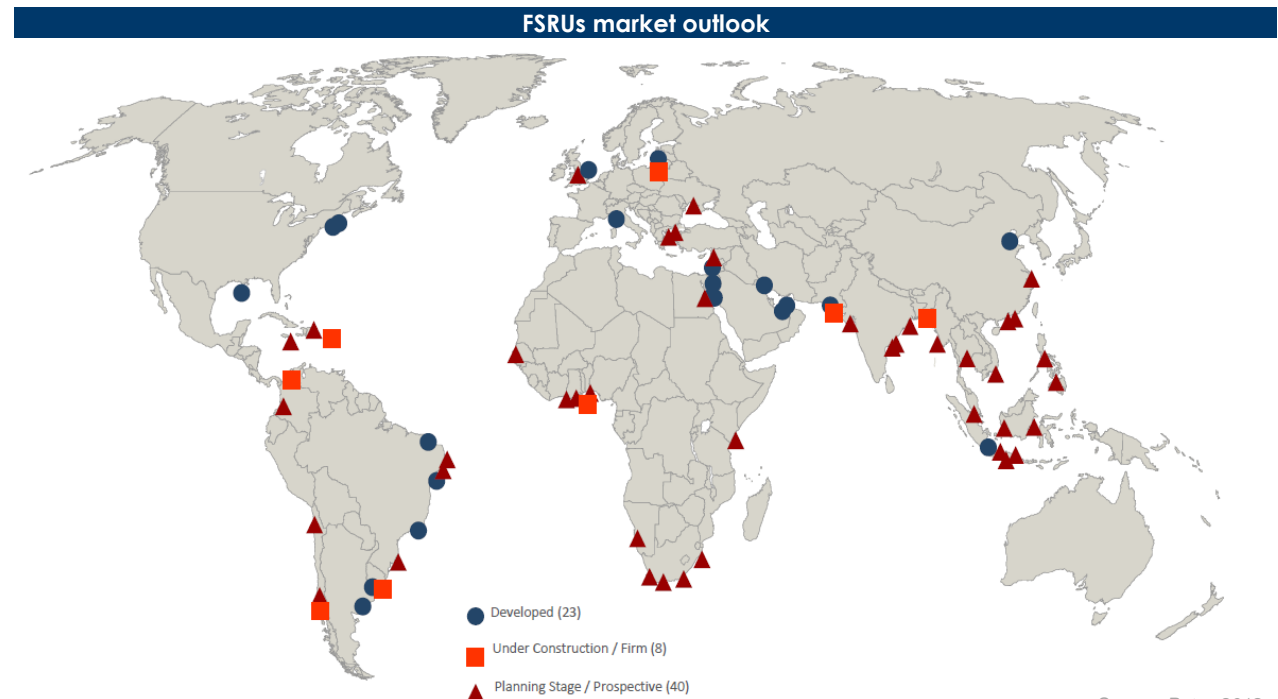 FSRUs market outlook
Developed (23)
Under Construction / Firm (8)
Planning Stage / Prospective (40)